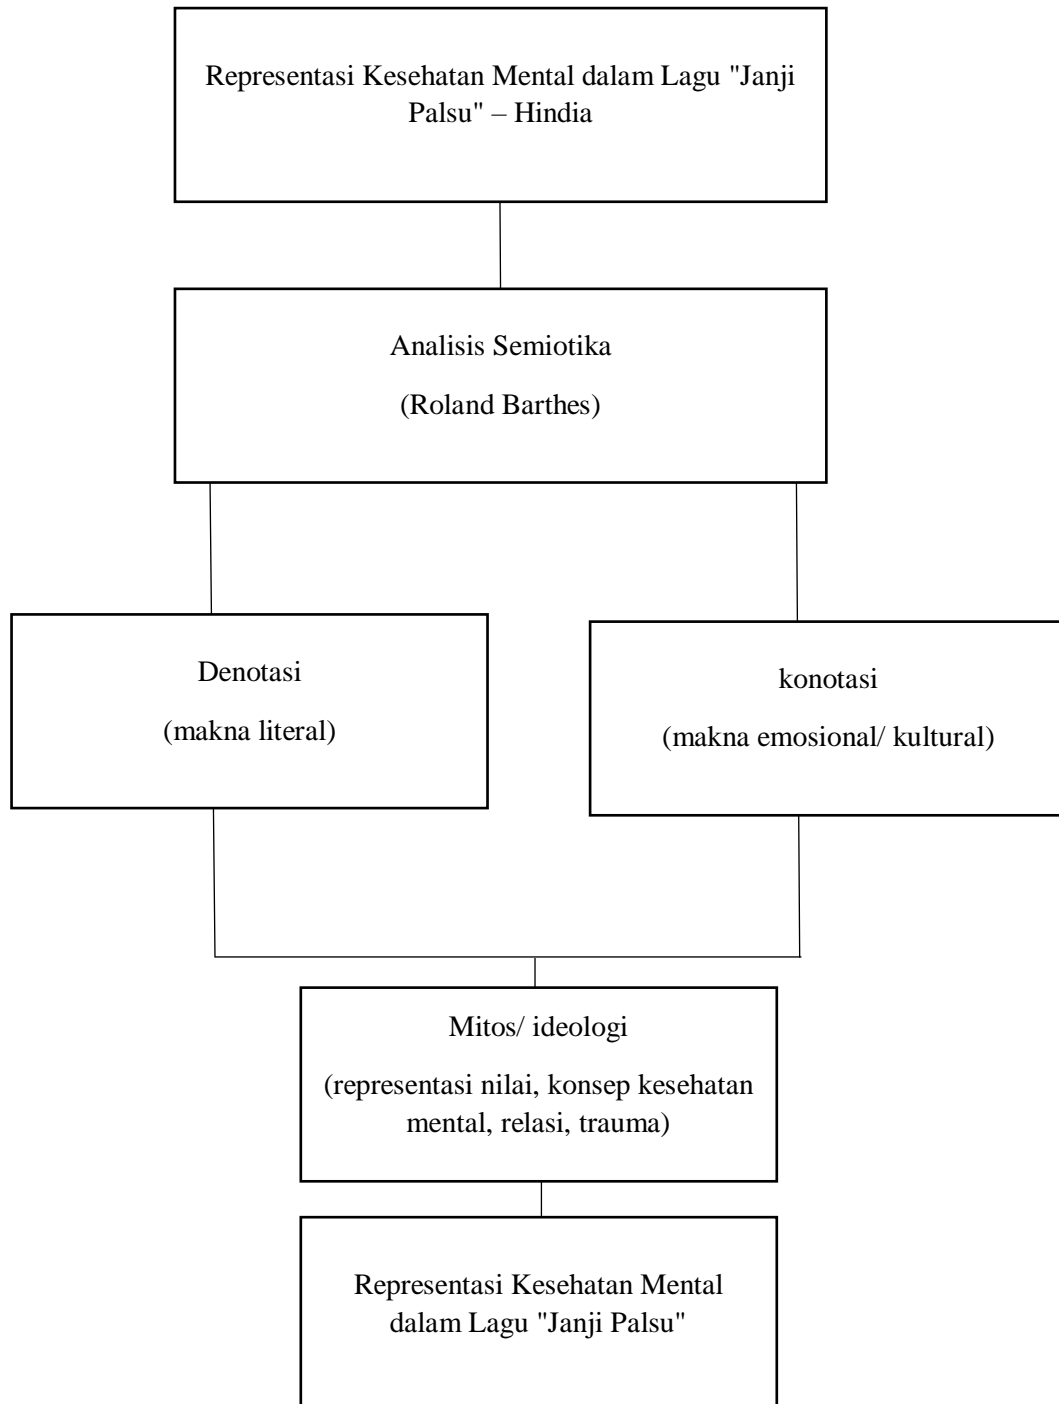 Representasi Kesehatan Mental dalam Lagu "Janji
Palsu" – Hindia
Analisis Semiotika
(Roland Barthes)
Denotasi
(makna literal)
konotasi
(makna emosional/ kultural)
Mitos/ ideologi
(representasi nilai, konsep kesehatan
mental, relasi, trauma)
Representasi Kesehatan Mental
dalam Lagu "Janji Palsu"